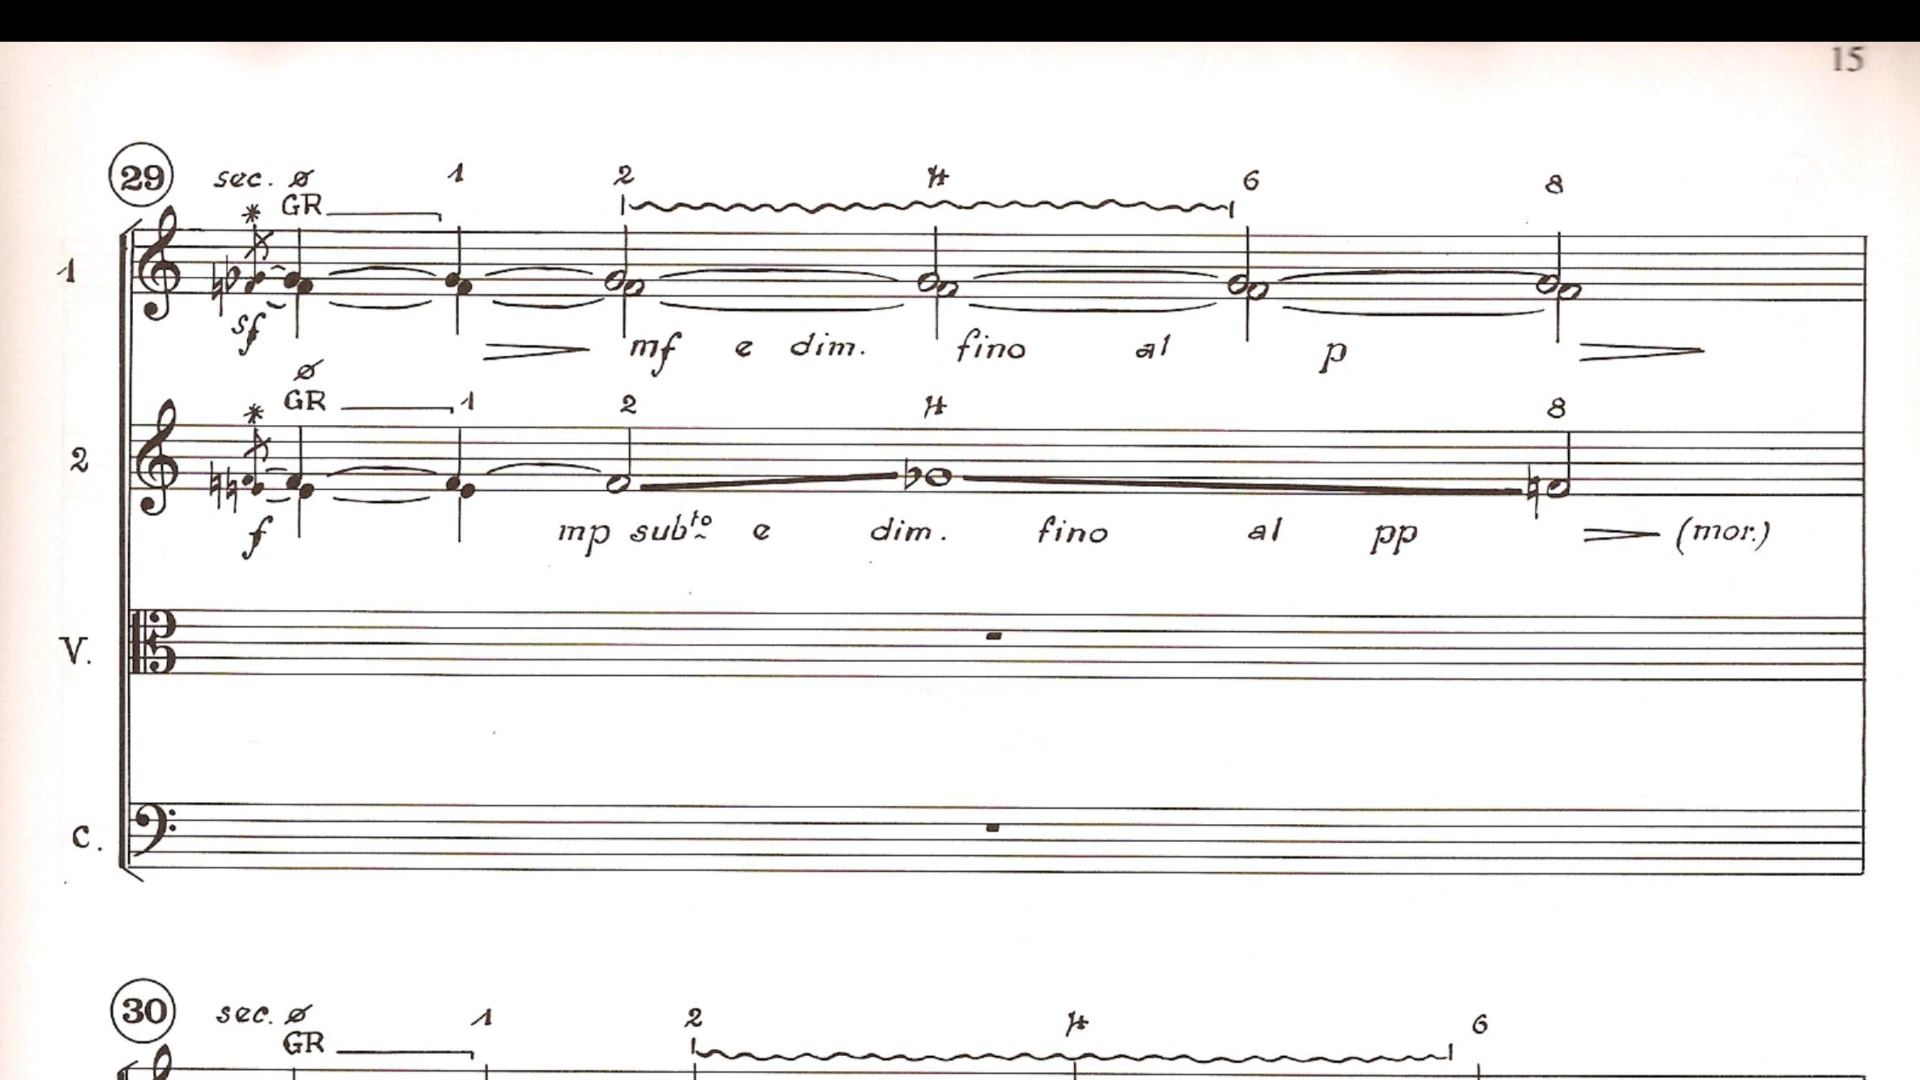 15
29 sec. ø 1 2 4 6 8
* GR
1
sf mf e dim. fino al p
ø
* GR 1 2 4 8
2
f mp sub.to e dim. fino al pp (mor.)
V.
C.
30 sec. ø 1 2 4 6
GR